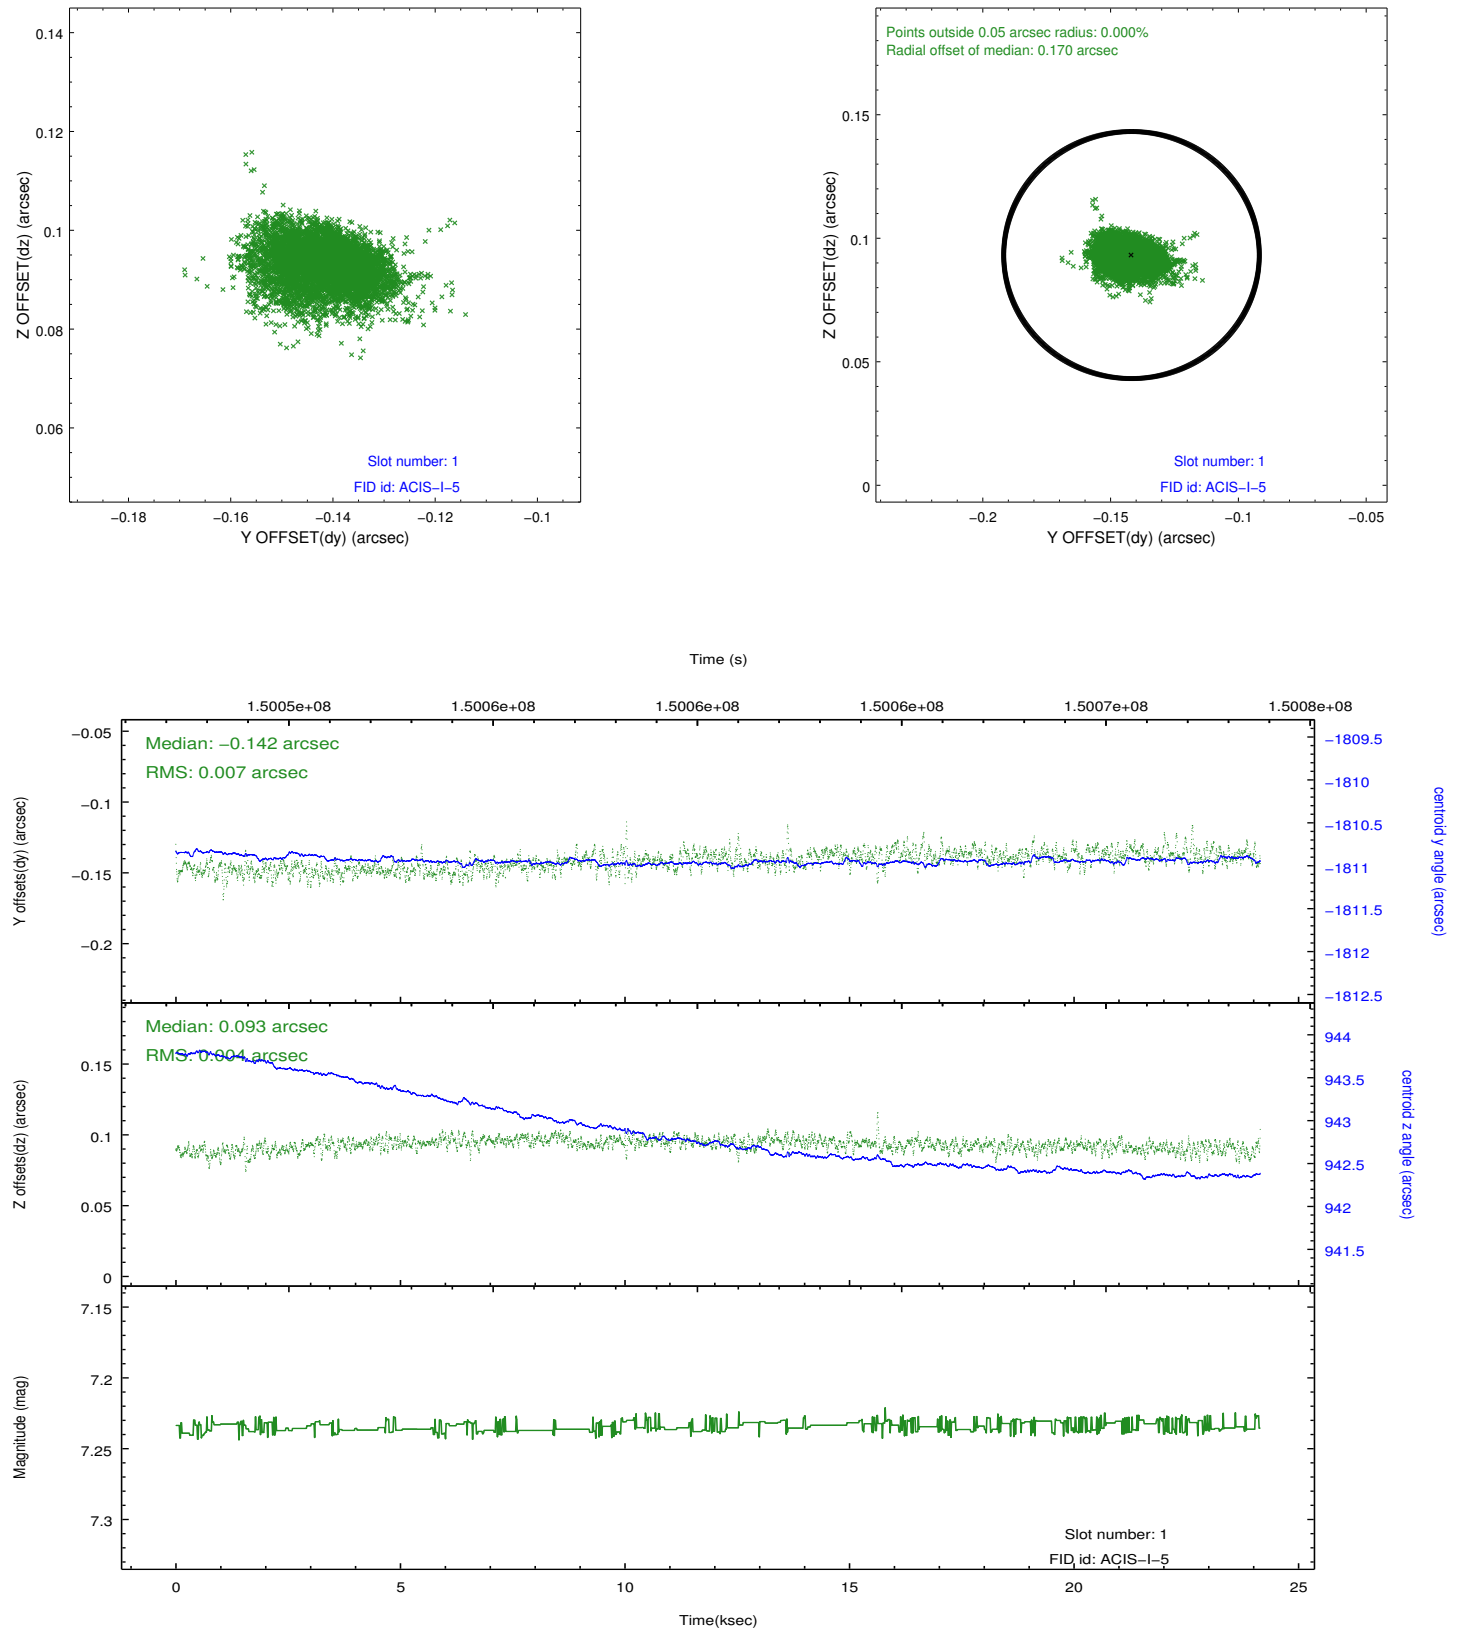 0.14
0.12
0.1
0.08
0.06
Z OFFSET(dz) (arcsec)
Slot number: 1
FID id: ACIS−I−5
−0.18 −0.16 −0.14 −0.12 −0.1
Y OFFSET(dy) (arcsec)
Points outside 0.05 arcsec radius: 0.000%
Radial offset of median: 0.170 arcsec
0.15
0.1
0.05
0
Z OFFSET(dz) (arcsec)
Slot number: 1
FID id: ACIS−I−5
−0.2 −0.15 −0.1 −0.05
Y OFFSET(dy) (arcsec)
Time (s)
1.5005e+08 1.5006e+08 1.5006e+08 1.5006e+08 1.5007e+08 1.5008e+08
Median: −0.142 arcsec
RMS: 0.007 arcsec
−0.05
−0.1
−0.15
−0.2
Y offsets(dy) (arcsec)
−1809.5
−1810
−1810.5
−1811
−1811.5
−1812
−1812.5
centroid y angle (arcsec)
Median: 0.093 arcsec
RMS: 0.004 arcsec
0.15
0.1
0.05
0
Z offsets(dz) (arcsec)
944
943.5
943
942.5
942
941.5
centroid z angle (arcsec)
7.15
7.2
7.25
7.3
Magnitude (mag)
Slot number: 1
FID id: ACIS−I−5
0 5 10 15 20 25
Time(ksec)